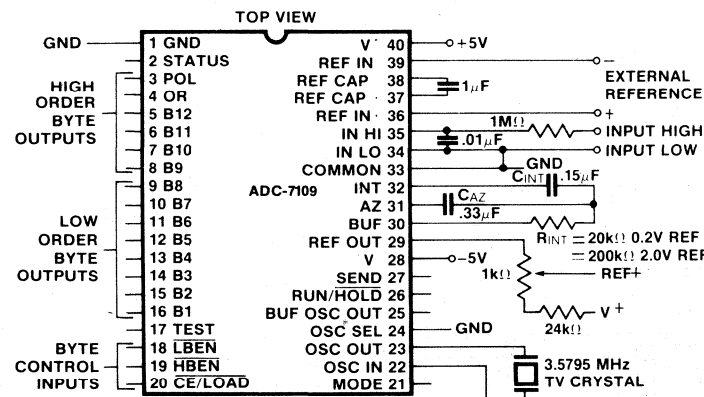 TOP VIEW
GND 1 GND V 40 +5V
2 STATUS REF IN 39 −
EXTERNAL REFERENCE
3 POL REF CAP 38
1µF
4 OR REF CAP 37
HIGH ORDER BYTE OUTPUTS
5 B12 REF IN 36 +
6 B11 IN HI 35 1MΩ INPUT HIGH
.01µF
7 B10 IN LO 34 INPUT LOW
8 B9 COMMON 33 GND
9 B8 ADC-7109 INT 32 CINT .15µF
10 B7 AZ 31 CAZ .33µF
11 B6 BUF 30
RINT = 20kΩ 0.2V REF
= 200kΩ 2.0V REF
LOW ORDER BYTE OUTPUTS
12 B5 REF OUT 29
13 B4 V 28 −5V
14 B3 SEND 27 1kΩ REF+
15 B2 RUN/HOLD 26
16 B1 BUF OSC OUT 25 24kΩ V+
17 TEST OSC SEL 24 GND
BYTE CONTROL INPUTS
18 LBEN OSC OUT 23
19 HBEN OSC IN 22
3.5795 MHz
TV CRYSTAL
20 CE/LOAD MODE 21